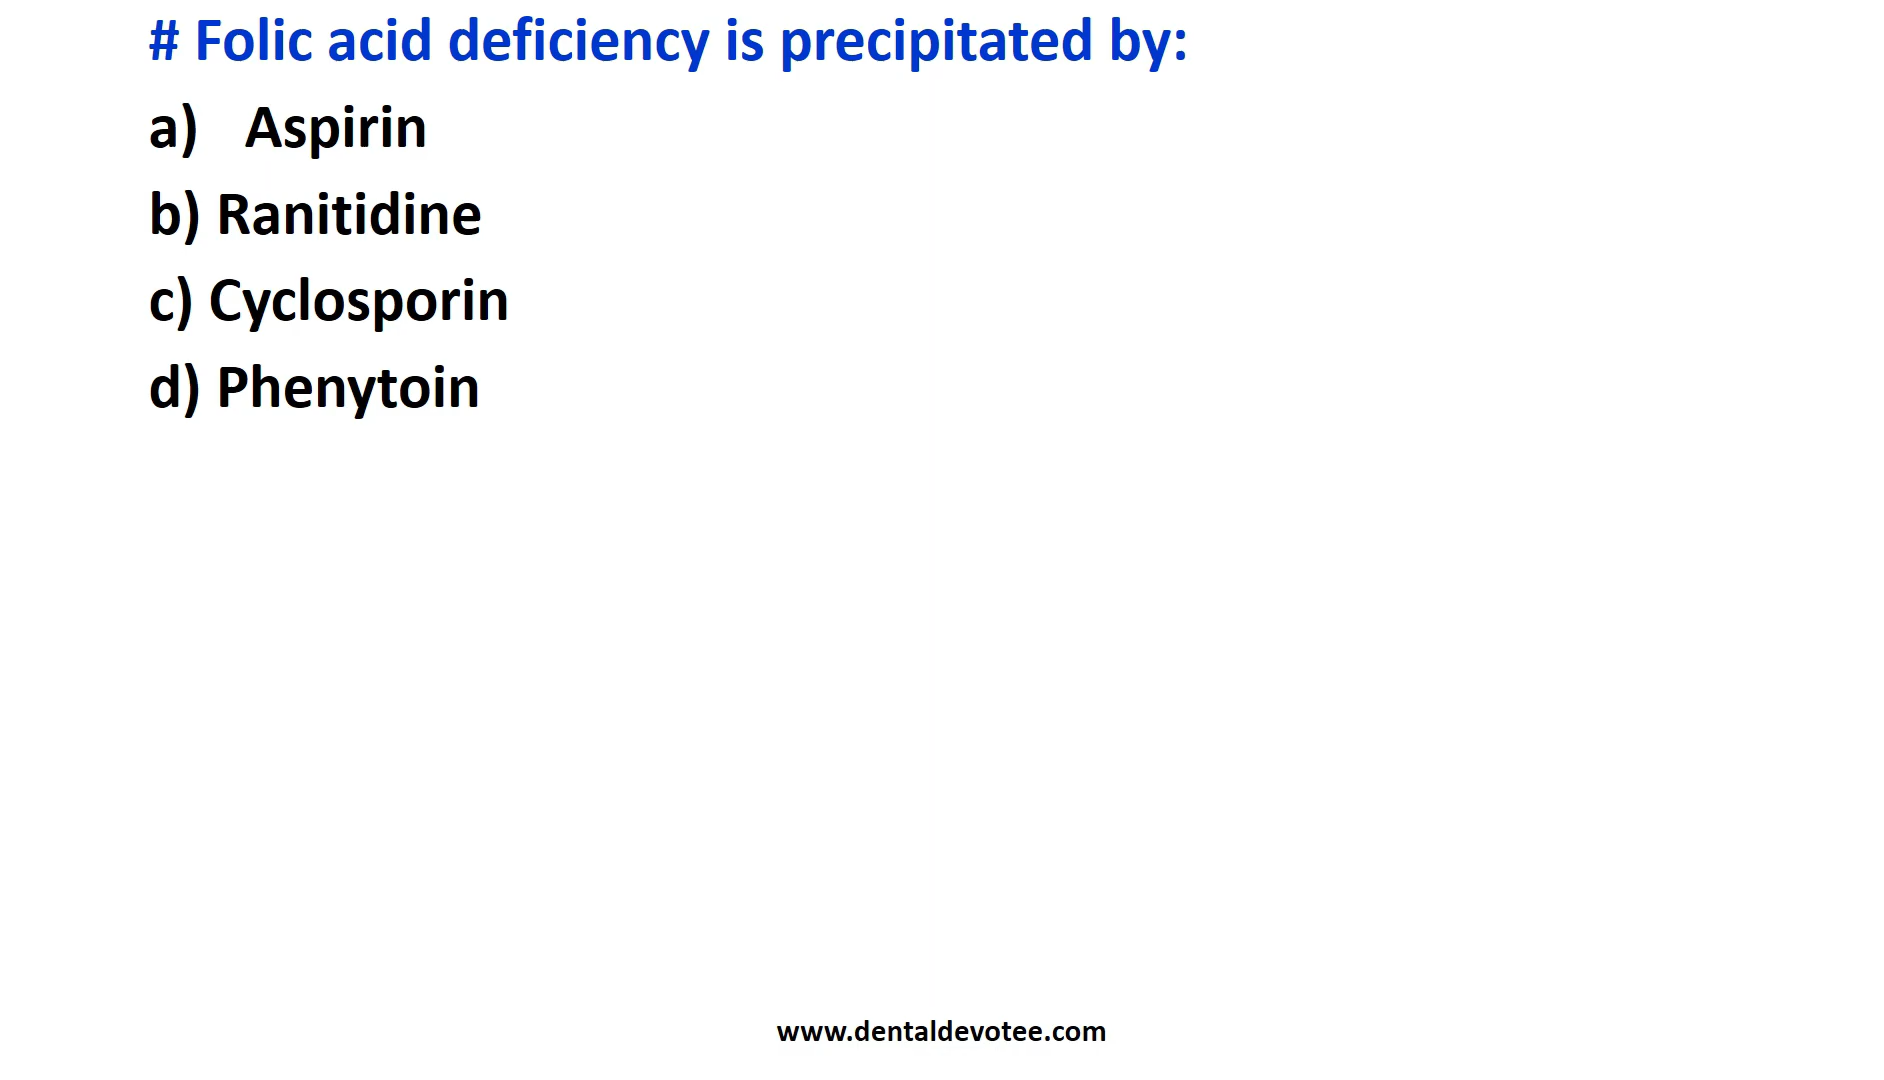 # Folic acid deficiency is precipitated by:
a) Aspirin
b) Ranitidine
c) Cyclosporin
d) Phenytoin
www.dentaldevotee.com